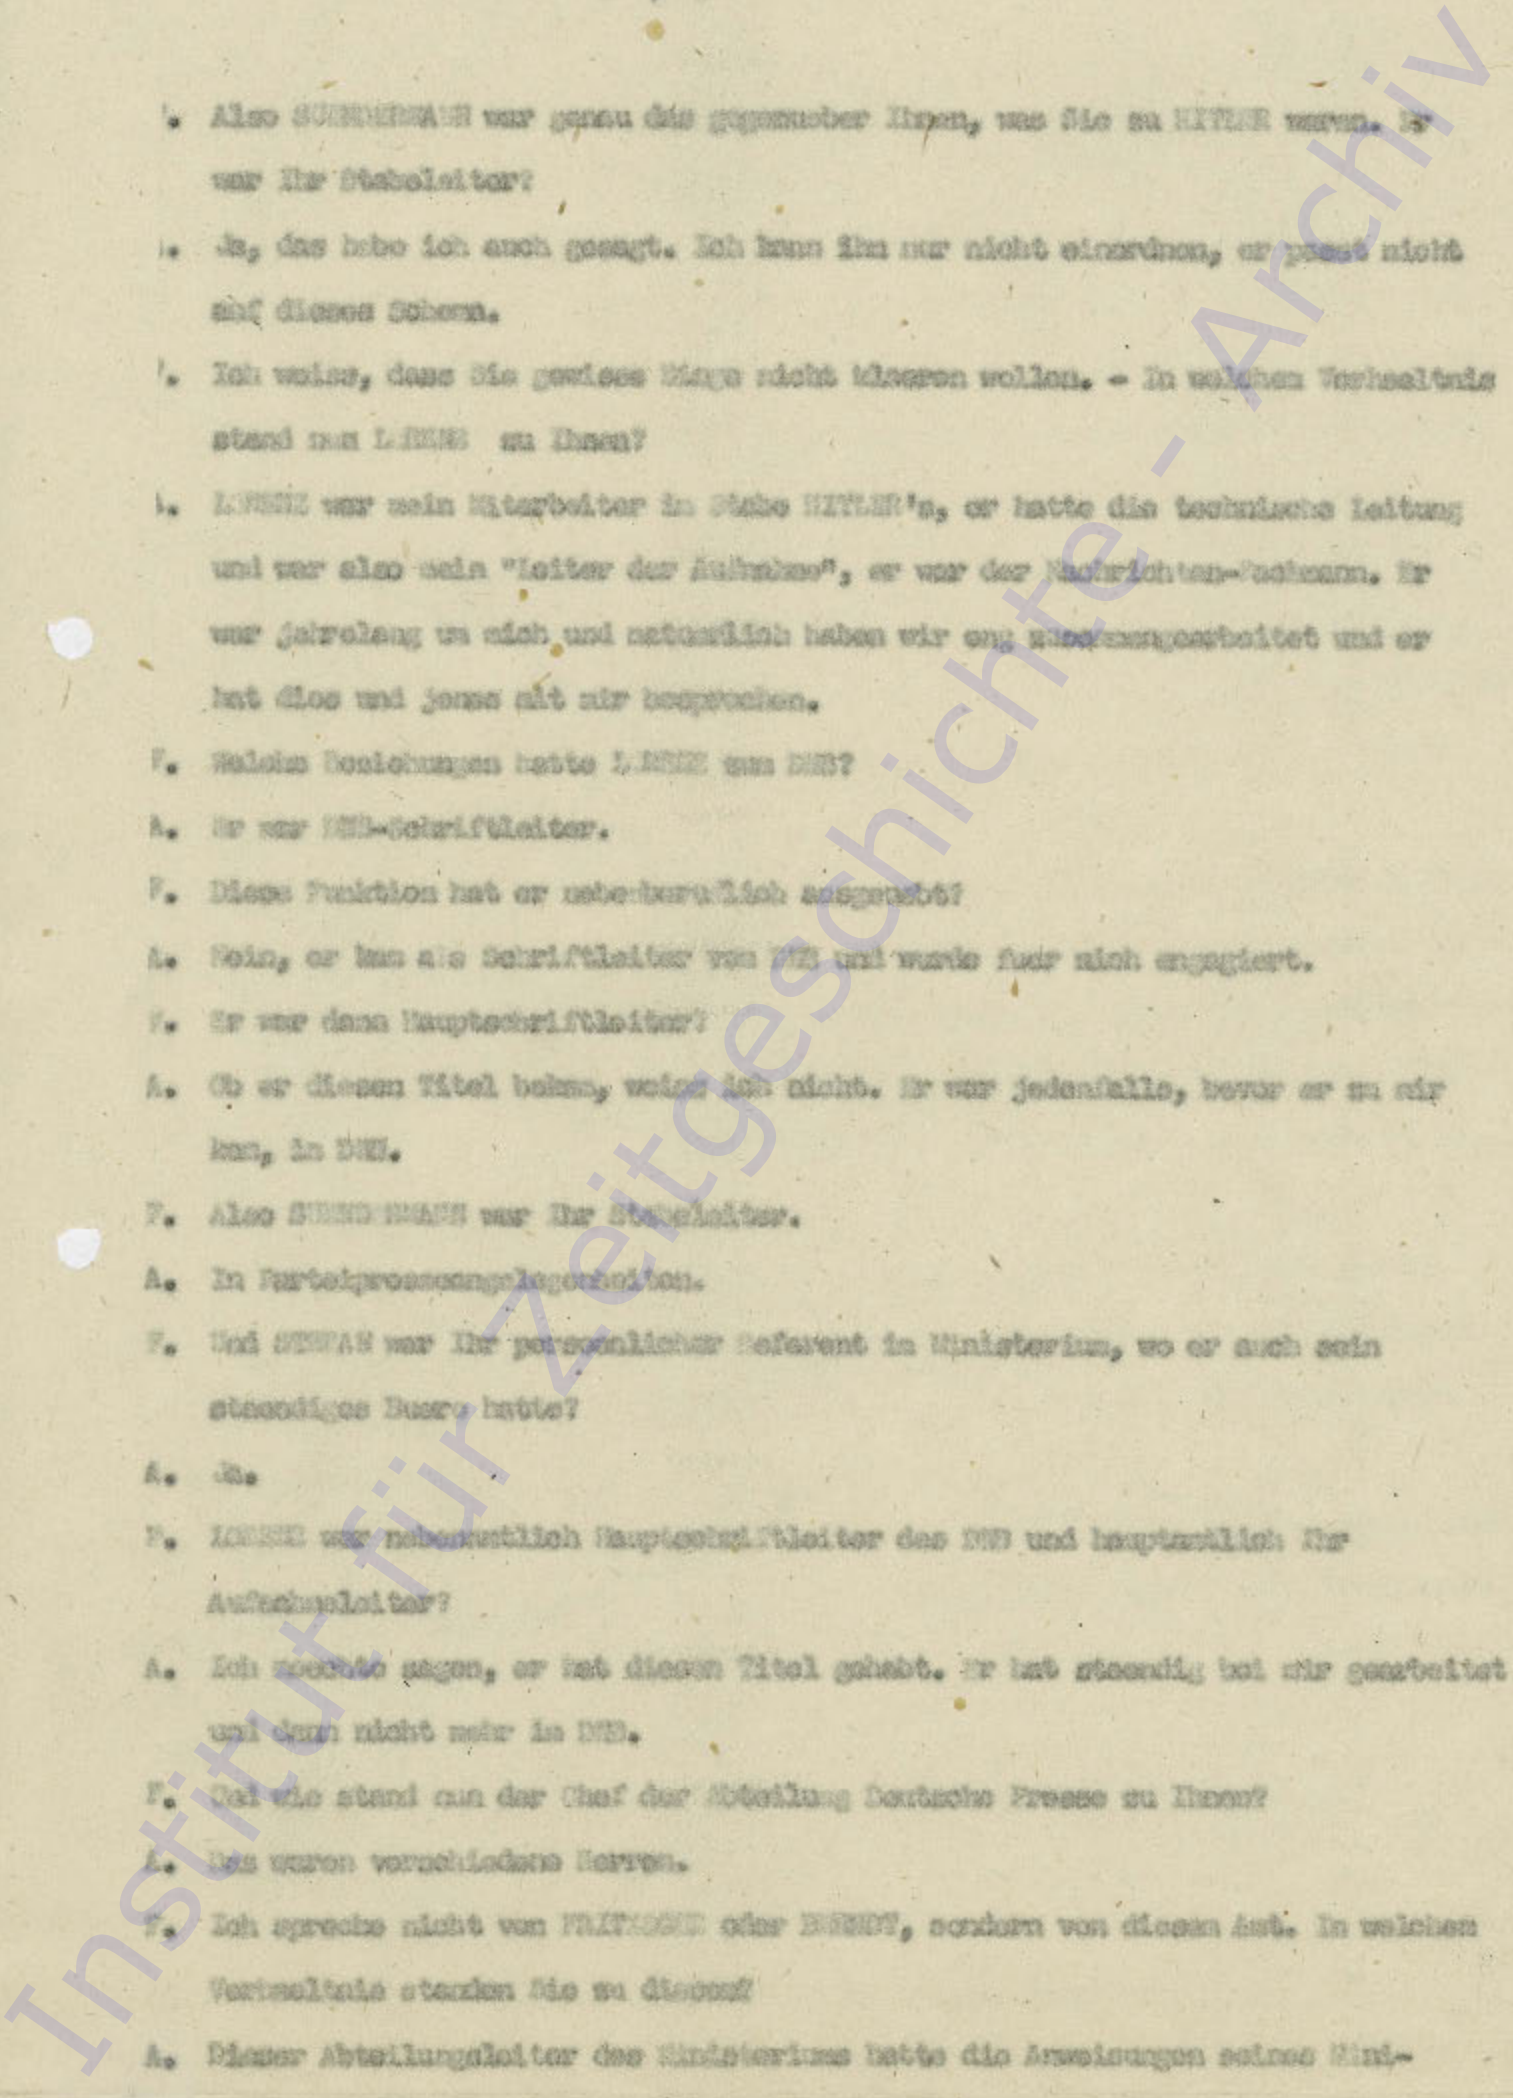 F. Also SUENDERMANN war genau das gegenueber Ihnen, was Sie zu HITLER waren. Er
war Ihr Stabsleiter?
A. Ja, das habe ich auch gesagt. Ich kann ihn nur nicht einordnen, er passt nicht
auf dieses Schema.
F. Ich weiss, dass Sie gewisse Dinge nicht klaeren wollen. - In welchem Verhaeltnis
stand nun LORENZ zu Ihnen?
A. LORENZ war mein Mitarbeiter im Stabe HITLER's, er hatte die technische Leitung
und war also mein "Leiter der Aufnahme", er war der Nachrichten-Fachmann. Er
war jahrelang um mich und natuerlich haben wir eng zusammengearbeitet und er
hat dies und jenes mit mir besprochen.
F. Welche Beziehungen hatte LORENZ zum DNB?
A. Er war DNB-Schriftleiter.
F. Diese Funktion hat er nebenberuflich ausgeuebt?
A. Nein, er kam als Schriftleiter vom DNB und wurde fuer mich engagiert.
F. Er war dann Hauptschriftleiter?
A. Ob er diesen Titel bekam, weiss ich nicht. Er war jedenfalls, bevor er zu mir
kam, im DNB.
F. Also SUENDERMANN war Ihr Stabsleiter.
A. In Parteipresseangelegenheiten.
F. Und STEFAN war Ihr persoenlicher Referent im Ministerium, wo er auch sein
staendiges Buero hatte?
A. Ja.
F. LORENZ war nebenamtlich Hauptschriftleiter des DNB und hauptamtlich Ihr
Aufnahmeleiter?
A. Ich moechte sagen, er hat diesen Titel gehabt. Er hat staendig bei mir gearbeitet
und dann nicht mehr im DNB.
F. Und wie stand nun der Chef der Abteilung Deutsche Presse zu Ihnen?
A. Das waren verschiedene Herren.
F. Ich spreche nicht von FRITZSCHE oder BERNDT, sondern von diesem Amt. In welchem
Verhaeltnis standen Sie zu diesem?
A. Dieser Abteilungsleiter des Ministeriums hatte die Anweisungen seines Mini-
Institut für Zeitgeschichte - Archiv